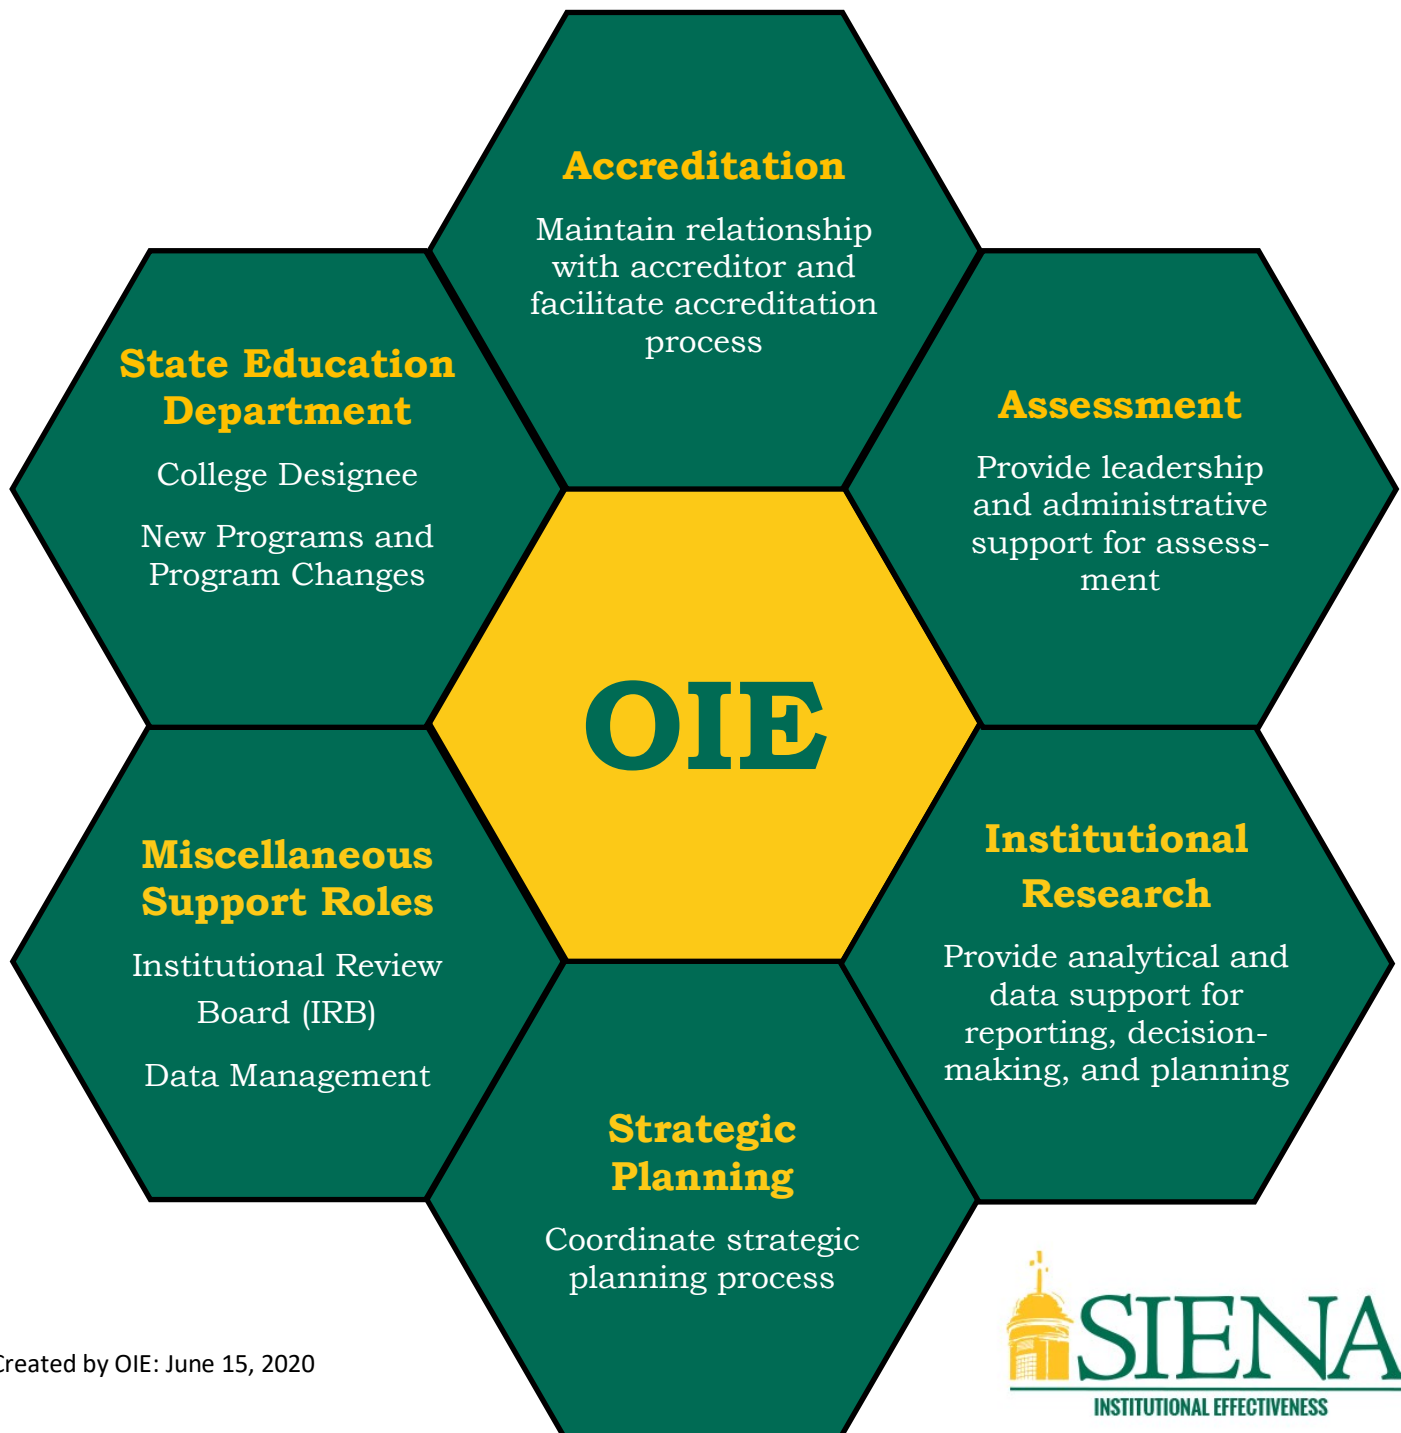 Accreditation
Maintain relationship
with accreditor and
facilitate accreditation
process
State Education
Department
College Designee
New Programs and
Program Changes
Assessment
Provide leadership
and administrative
support for assess-
ment
OIE
Miscellaneous
Support Roles
Institutional Review
Board (IRB)
Data Management
Institutional
Research
Provide analytical and
data support for
reporting, decision-
making, and planning
Strategic
Planning
Coordinate strategic
planning process
Created by OIE: June 15, 2020
SIENA
INSTITUTIONAL EFFECTIVENESS